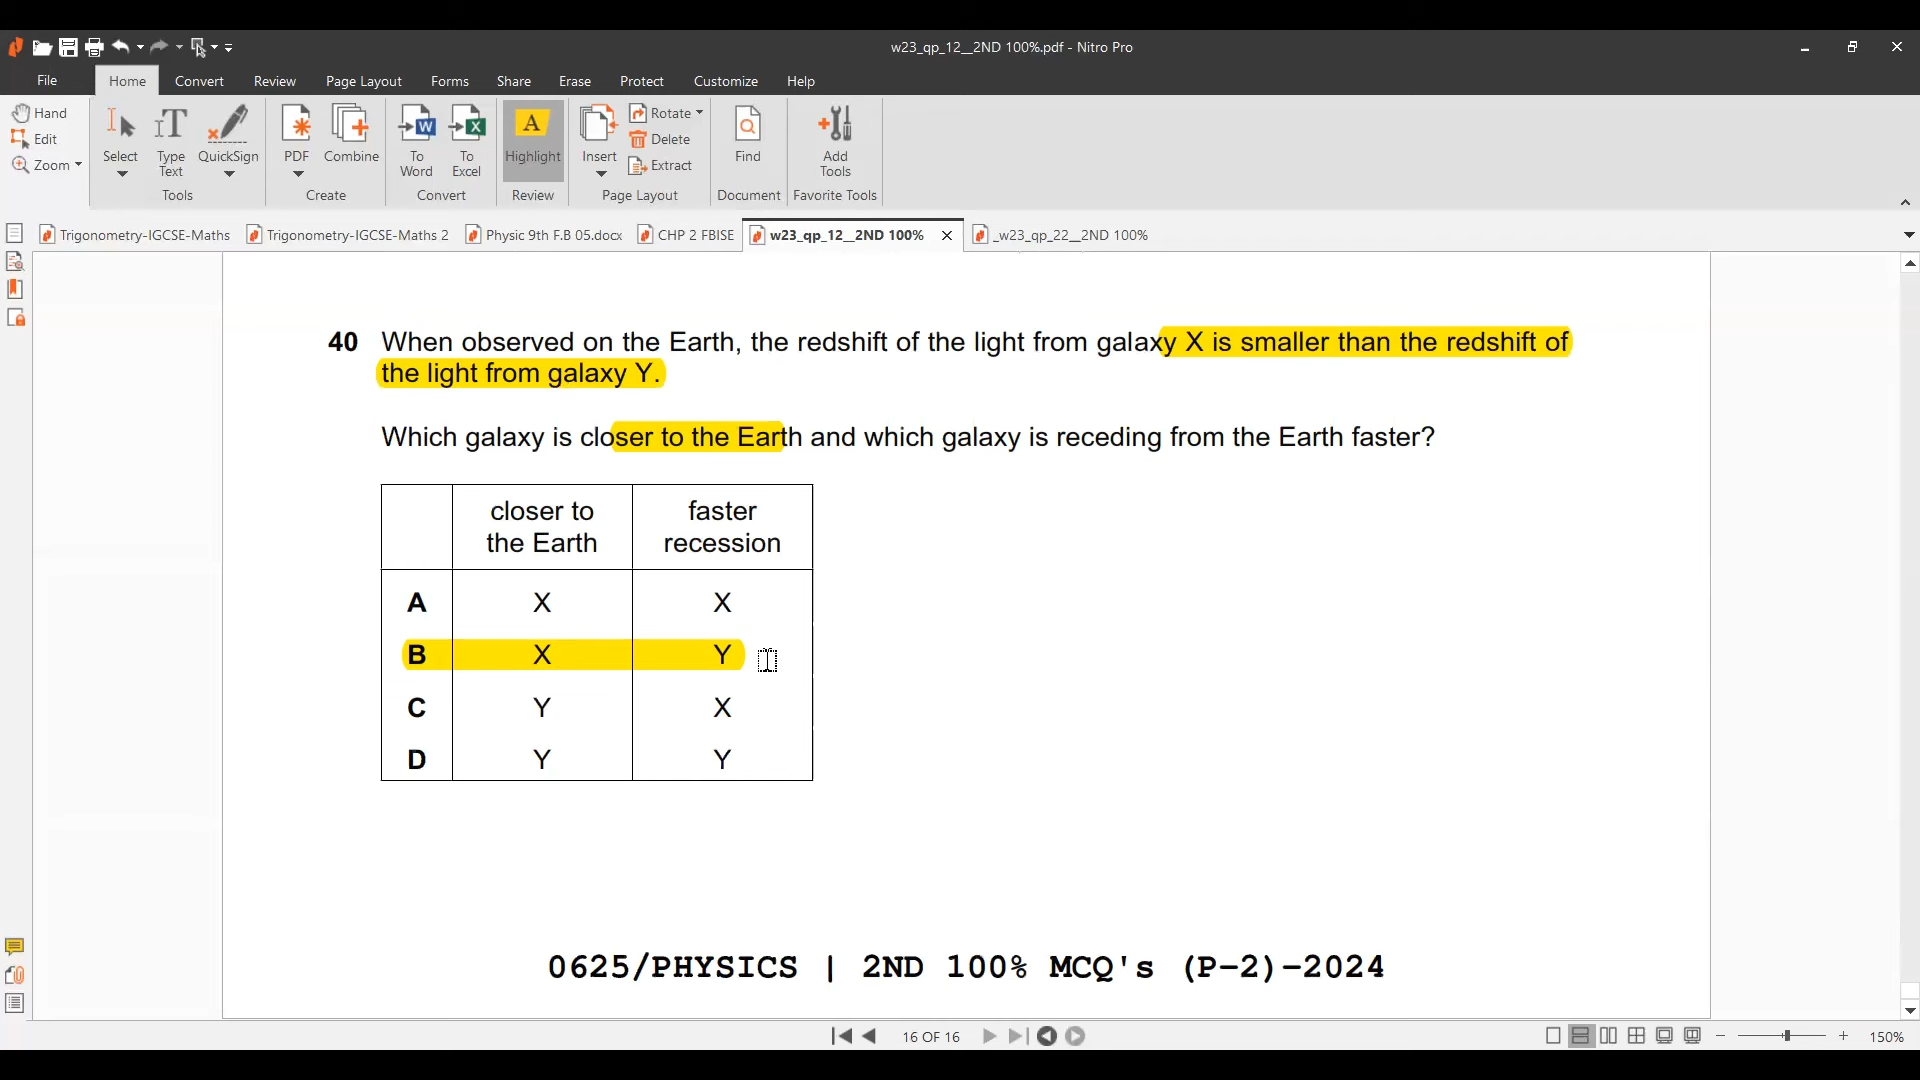 w23_qp_12__2ND 100%.pdf - Nitro Pro
File Home Convert Review Page Layout Forms Share Erase Protect Customize Help
Hand
Edit
Zoom
Select
Type Text
QuickSign
Tools
PDF
Combine
Create
To Word
To Excel
Convert
Highlight
Review
Insert
Rotate
Delete
Extract
Page Layout
Find
Document
Add Tools
Favorite Tools
Trigonometry-IGCSE-Maths Trigonometry-IGCSE-Maths 2 Physic 9th F.B 05.docx CHP 2 FBISE w23_qp_12__2ND 100% _w23_qp_22__2ND 100%
40 When observed on the Earth, the redshift of the light from galaxy X is smaller than the redshift of
the light from galaxy Y.
Which galaxy is closer to the Earth and which galaxy is receding from the Earth faster?
closer to the Earth
faster recession
A X X
B X Y
C Y X
D Y Y
0625/PHYSICS | 2ND 100% MCQ's (P-2)-2024
16 OF 16
150%